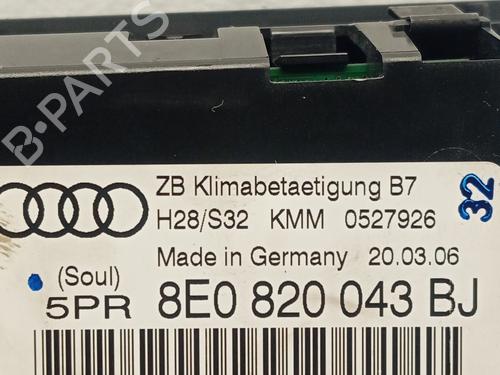 B-PARTS
ZB Klimabetaetigung B7
H28/S32 KMM 0527926
32
Made in Germany 20.03.06
(Soul)
5PR 8E0 820 043 BJ